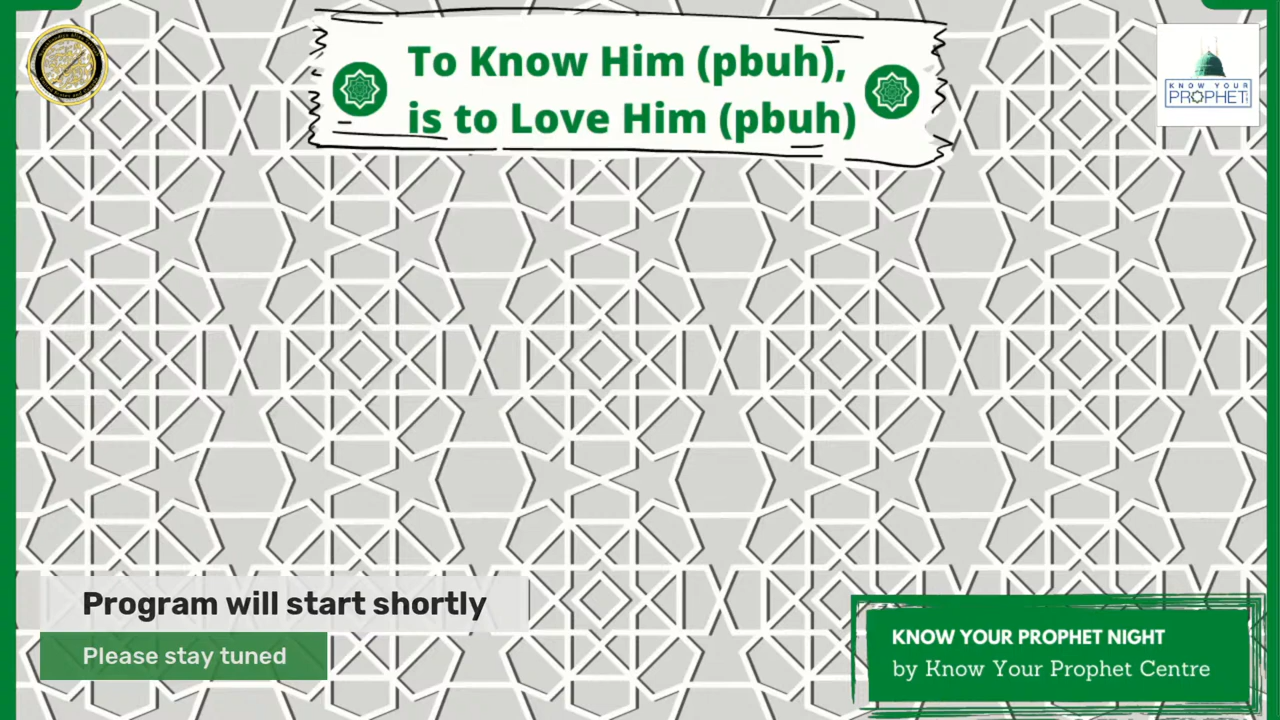 To Know Him (pbuh),
is to Love Him (pbuh)
KNOW YOUR
PROPHET
Program will start shortly
Please stay tuned
KNOW YOUR PROPHET NIGHT
by Know Your Prophet Centre